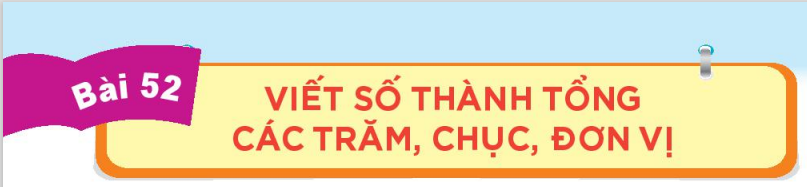 Bài 52
VIẾT SỐ THÀNH TỔNG
CÁC TRĂM, CHỤC, ĐƠN VỊ